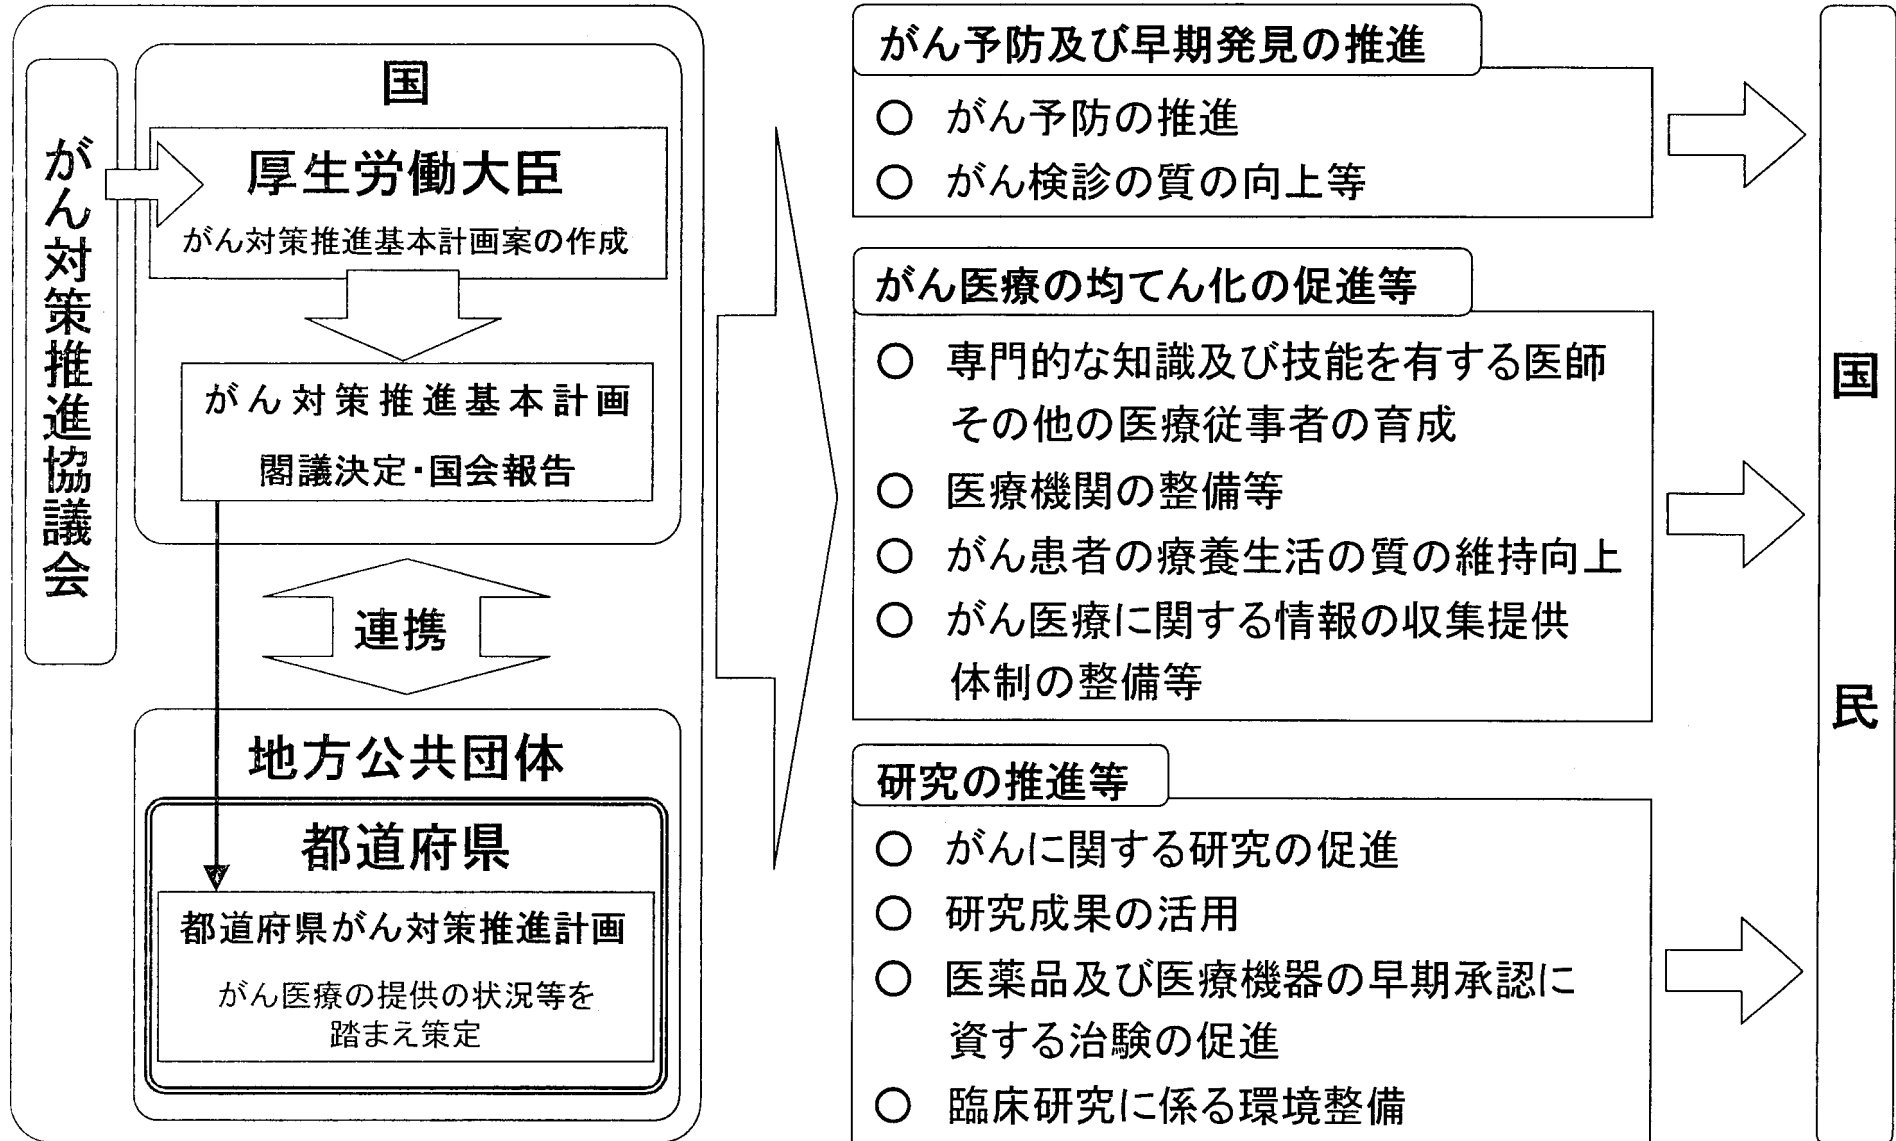 がん対策推進協議会
国
厚生労働大臣
がん対策推進基本計画案の作成
がん対策推進基本計画
閣議決定・国会報告
連携
地方公共団体
都道府県
都道府県がん対策推進計画
がん医療の提供の状況等を
踏まえ策定
がん予防及び早期発見の推進
○ がん予防の推進
○ がん検診の質の向上等
がん医療の均てん化の促進等
○ 専門的な知識及び技能を有する医師
その他の医療従事者の育成
○ 医療機関の整備等
○ がん患者の療養生活の質の維持向上
○ がん医療に関する情報の収集提供
体制の整備等
研究の推進等
○ がんに関する研究の促進
○ 研究成果の活用
○ 医薬品及び医療機器の早期承認に
資する治験の促進
○ 臨床研究に係る環境整備
国民